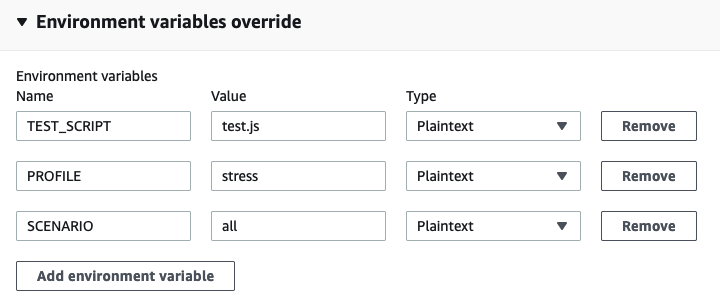 Environment variables override
Environment variables
Name Value Type
TEST_SCRIPT test.js Plaintext Remove
PROFILE stress Plaintext Remove
SCENARIO all Plaintext Remove
Add environment variable